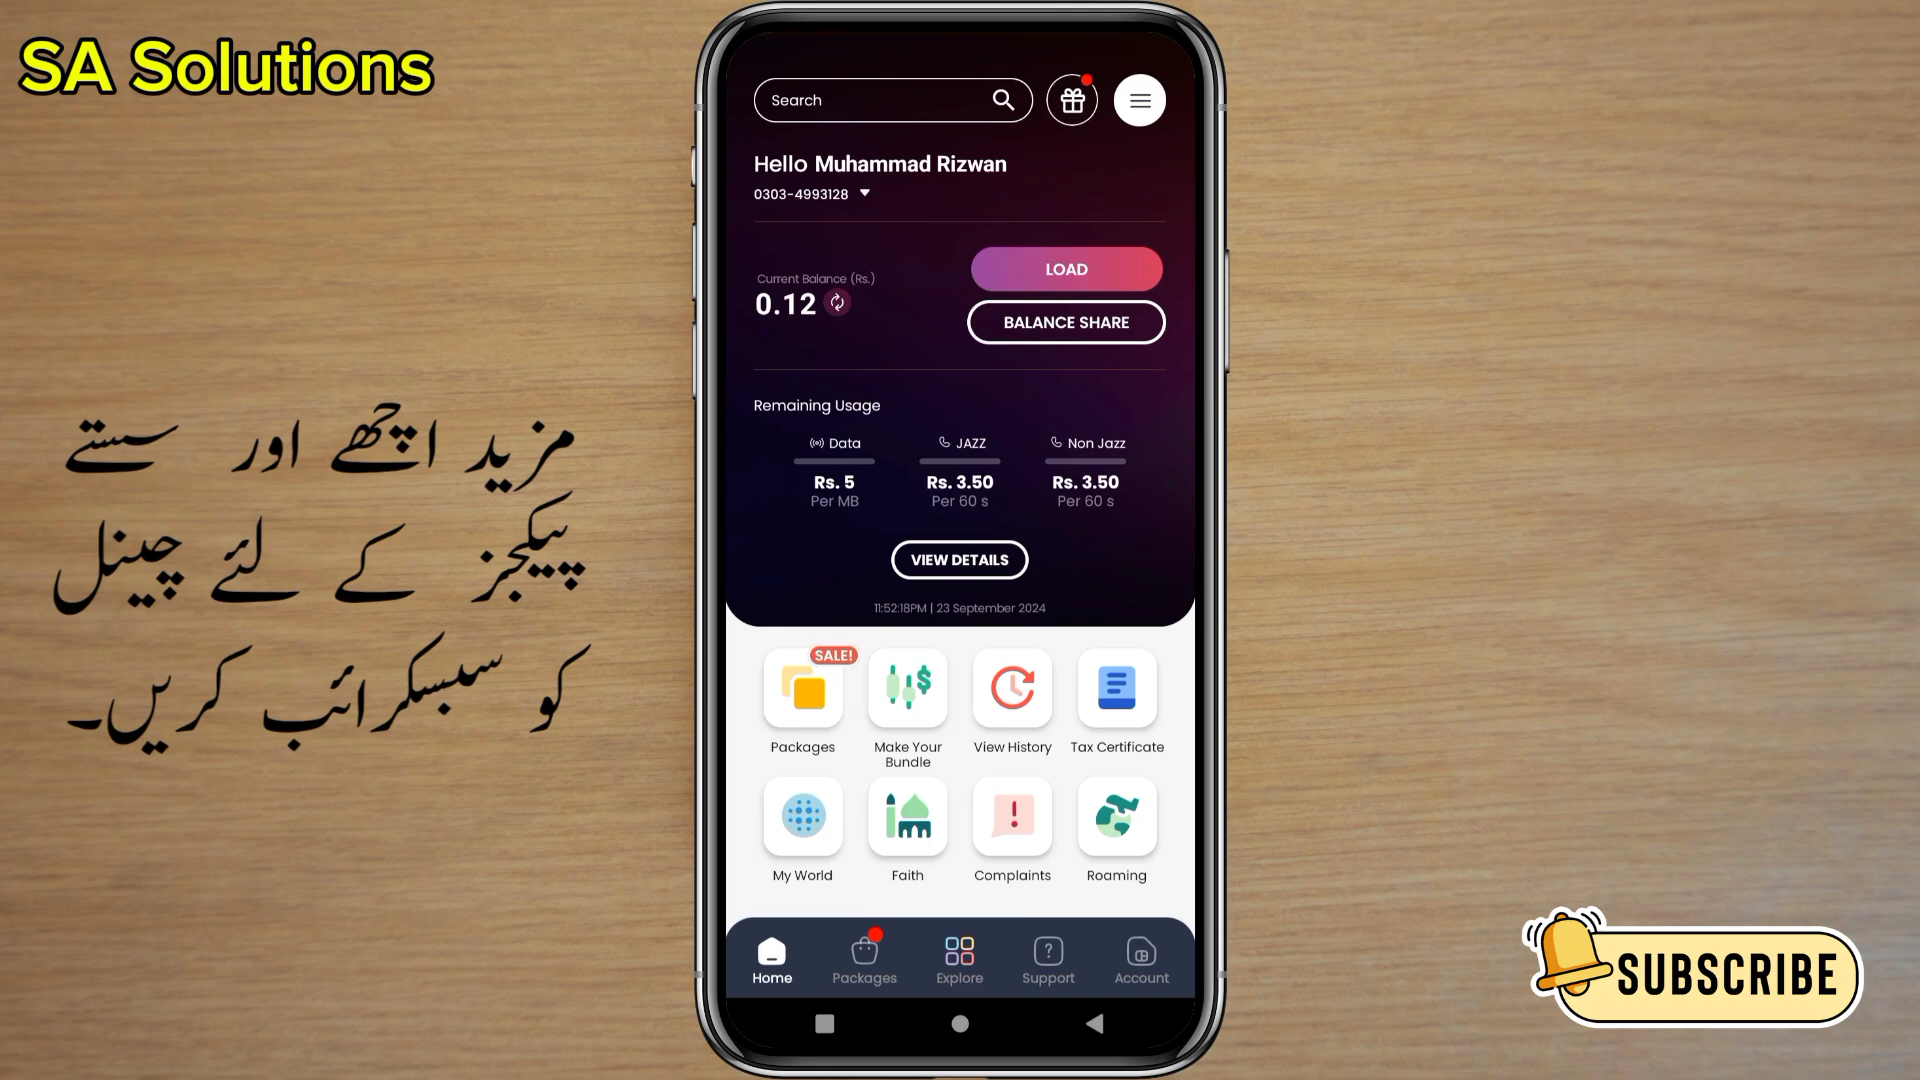 SA Solutions
Search
Hello Muhammad Rizwan
0303-4993128
Current Balance (Rs.)
0.12
LOAD
BALANCE SHARE
Remaining Usage
Data JAZZ Non Jazz
Rs. 5 Rs. 3.50 Rs. 3.50
Per MB Per 60 s Per 60 s
VIEW DETAILS
11:52:18PM | 23 September 2024
SALE!
Packages Make Your Bundle View History Tax Certificate
My World Faith Complaints Roaming
Home Packages Explore Support Account
مزید اچھے اور سستے
پیکجز کے لئے چینل
کو سبسکرائب کریں۔
SUBSCRIBE